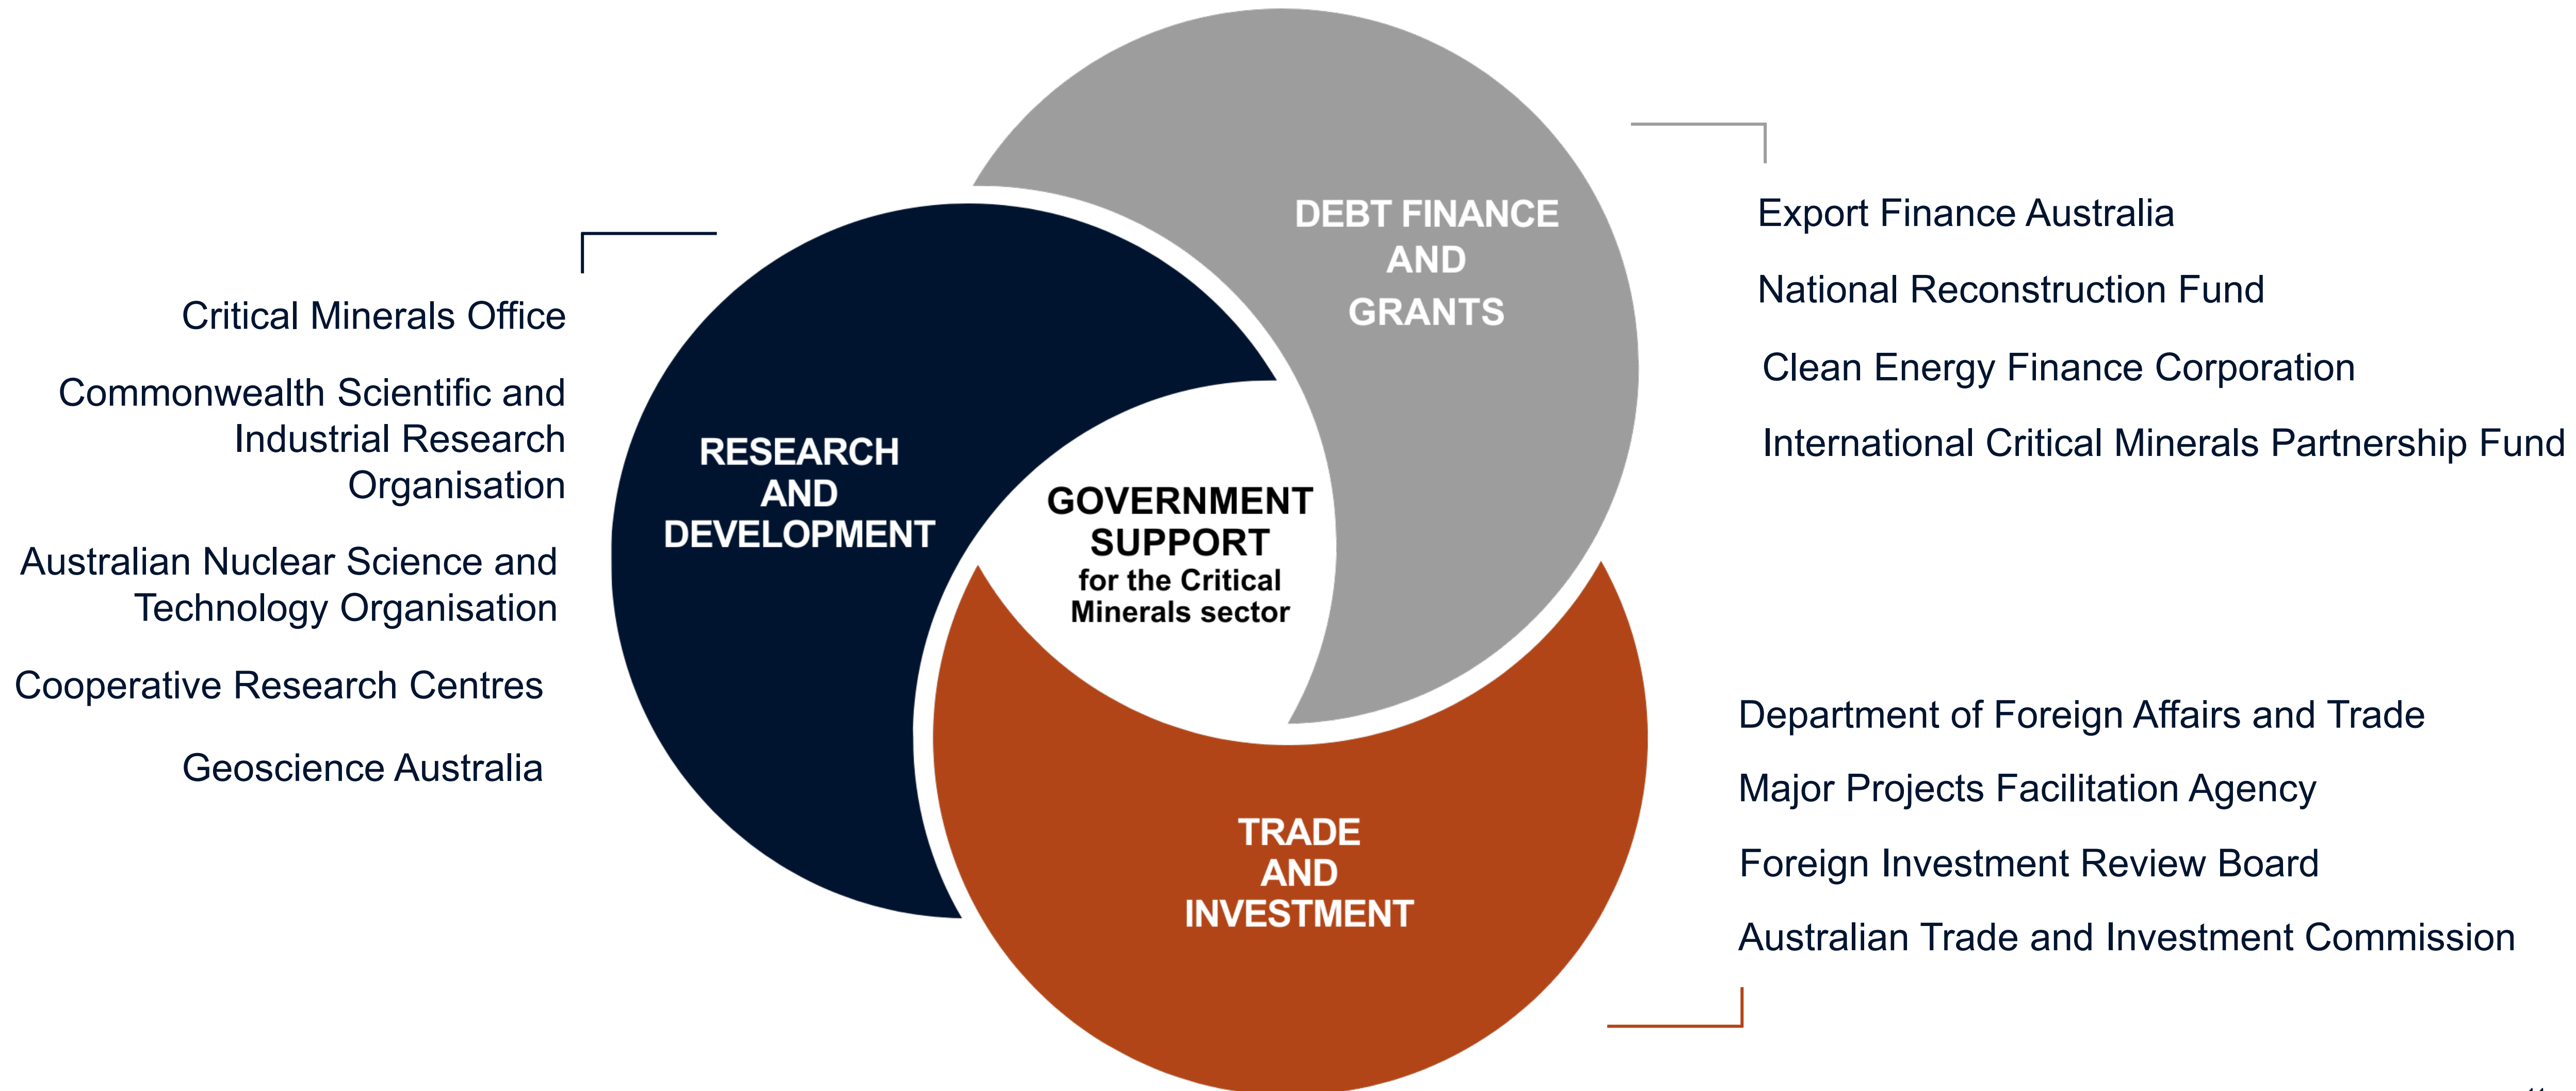 DEBT FINANCE
AND
GRANTS
Export Finance Australia
National Reconstruction Fund
Clean Energy Finance Corporation
International Critical Minerals Partnership Fund
Critical Minerals Office
Commonwealth Scientific and
Industrial Research
Organisation
Australian Nuclear Science and
Technology Organisation
Cooperative Research Centres
Geoscience Australia
RESEARCH
AND
DEVELOPMENT
GOVERNMENT
SUPPORT
for the Critical
Minerals sector
TRADE
AND
INVESTMENT
Department of Foreign Affairs and Trade
Major Projects Facilitation Agency
Foreign Investment Review Board
Australian Trade and Investment Commission